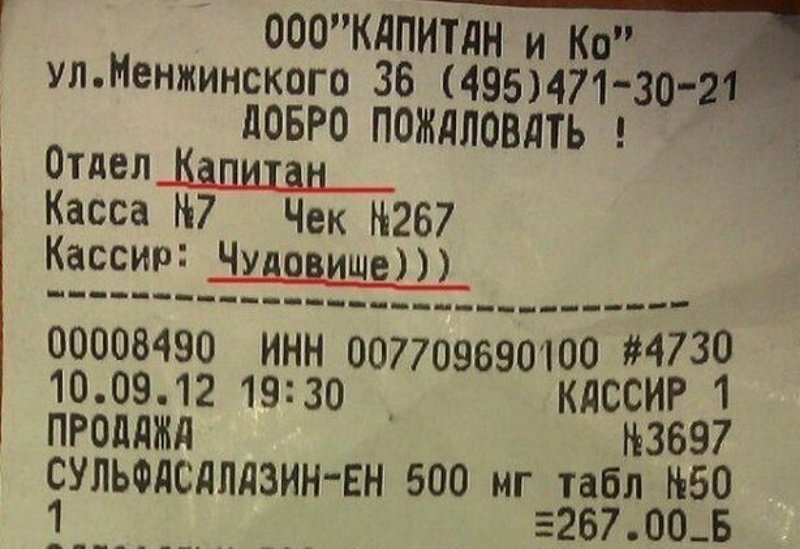 ООО"КАПИТАН и Ко"
ул.Менжинского 36 (495)471-30-21
ДОБРО ПОЖАЛОВАТЬ !
Отдел Капитан
Касса №7 Чек №267
Кассир: Чудовище)))
00008490 ИНН 007709690100 #4730
10.09.12 19:30 КАССИР 1
ПРОДАЖА №3697
СУЛЬФАСАЛАЗИН-ЕН 500 мг табл №50
1 ≡267.00_Б